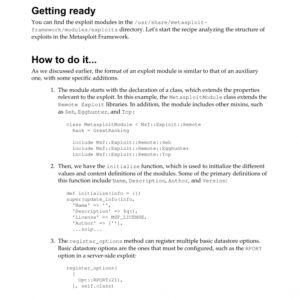 Getting ready
You can find the exploit modules in the /usr/share/metasploit-
framework/modules/exploits directory. Let's start the recipe analyzing the structure of
exploits in the Metasploit Framework.
How to do it...
As we discussed earlier, the format of an exploit module is similar to that of an auxiliary
one, with some specific additions.
1. The module starts with the declaration of a class, which extends the properties
relevant to the exploit. In this example, the MetasploitModule class extends the
Remote Exploit libraries. In addition, the module includes other mixins, such
as Seh, Egghunter, and Tcp:
class MetasploitModule < Msf::Exploit::Remote
Rank = GreatRanking
include Msf::Exploit::Remote::Seh
include Msf::Exploit::Remote::Egghunter
include Msf::Exploit::Remote::Tcp
2. Then, we have the initialize function, which is used to initialize the different
values and content definitions of the modules. Some of the primary definitions of
this function include Name, Description, Author, and Version:
def initialize(info = {})
super(update_info(info,
'Name' => '',
'Description' => %q{},
'License' => MSF_LICENSE,
'Author' => [''],
...snip...
3. The register_options method can register multiple basic datastore options.
Basic datastore options are the ones that must be configured, such as the RPORT
option in a server-side exploit:
register_options(
[
Opt::RPORT(21),
], self.class)